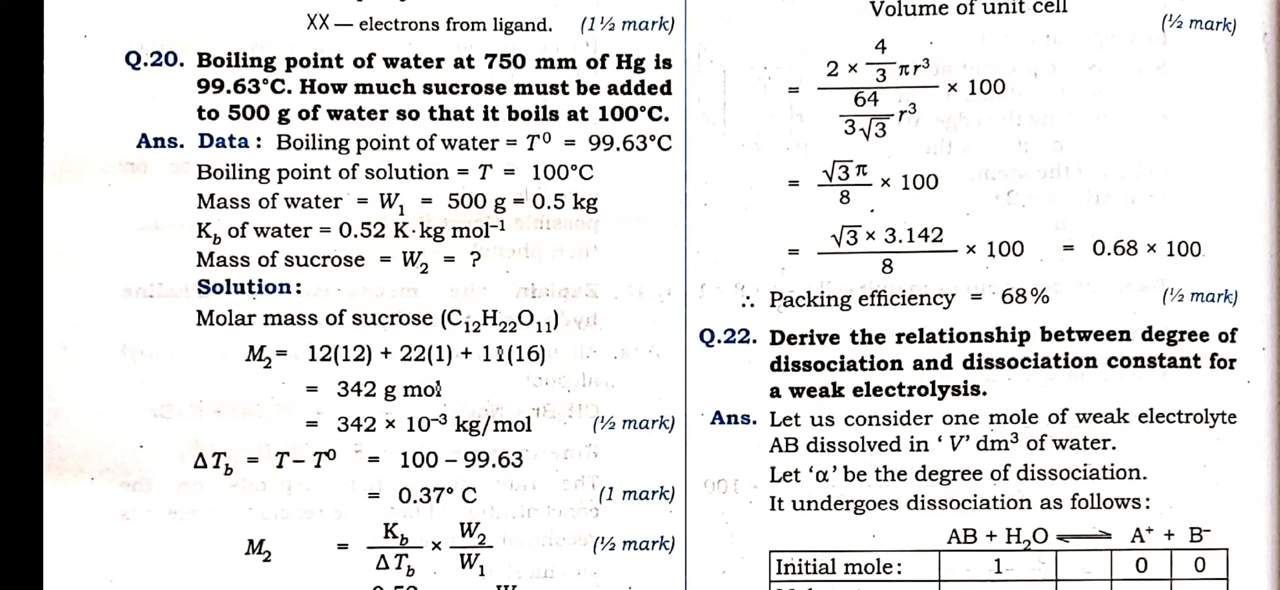 XX — electrons from ligand. (1½ mark)
Q.20. Boiling point of water at 750 mm of Hg is
99.63°C. How much sucrose must be added
to 500 g of water so that it boils at 100°C.
Ans. Data : Boiling point of water = T⁰ = 99.63°C
Boiling point of solution = T = 100°C
Mass of water = W₁ = 500 g = 0.5 kg
K_b of water = 0.52 K·kg mol⁻¹
Mass of sucrose = W₂ = ?
Solution :
Molar mass of sucrose (C₁₂H₂₂O₁₁)
M₂ = 12(12) + 22(1) + 11(16)
= 342 g mol
= 342 × 10⁻³ kg/mol (½ mark)
ΔT_b = T – T⁰ = 100 – 99.63
= 0.37° C (1 mark)
M₂ = K_b/ΔT_b × W₂/W₁ (½ mark)
Volume of unit cell
(½ mark)
= (2 × 4/3 πr³)/(64/3√3 r³) × 100
= √3 π/8 × 100
= (√3 × 3.142)/8 × 100 = 0.68 × 100
∴ Packing efficiency = 68% (½ mark)
Q.22. Derive the relationship between degree of
dissociation and dissociation constant for
a weak electrolysis.
Ans. Let us consider one mole of weak electrolyte
AB dissolved in ‘ V’ dm³ of water.
Let ‘α’ be the degree of dissociation.
It undergoes dissociation as follows :
AB + H₂O ⇌ A⁺ + B⁻
Initial mole : 1 0 0